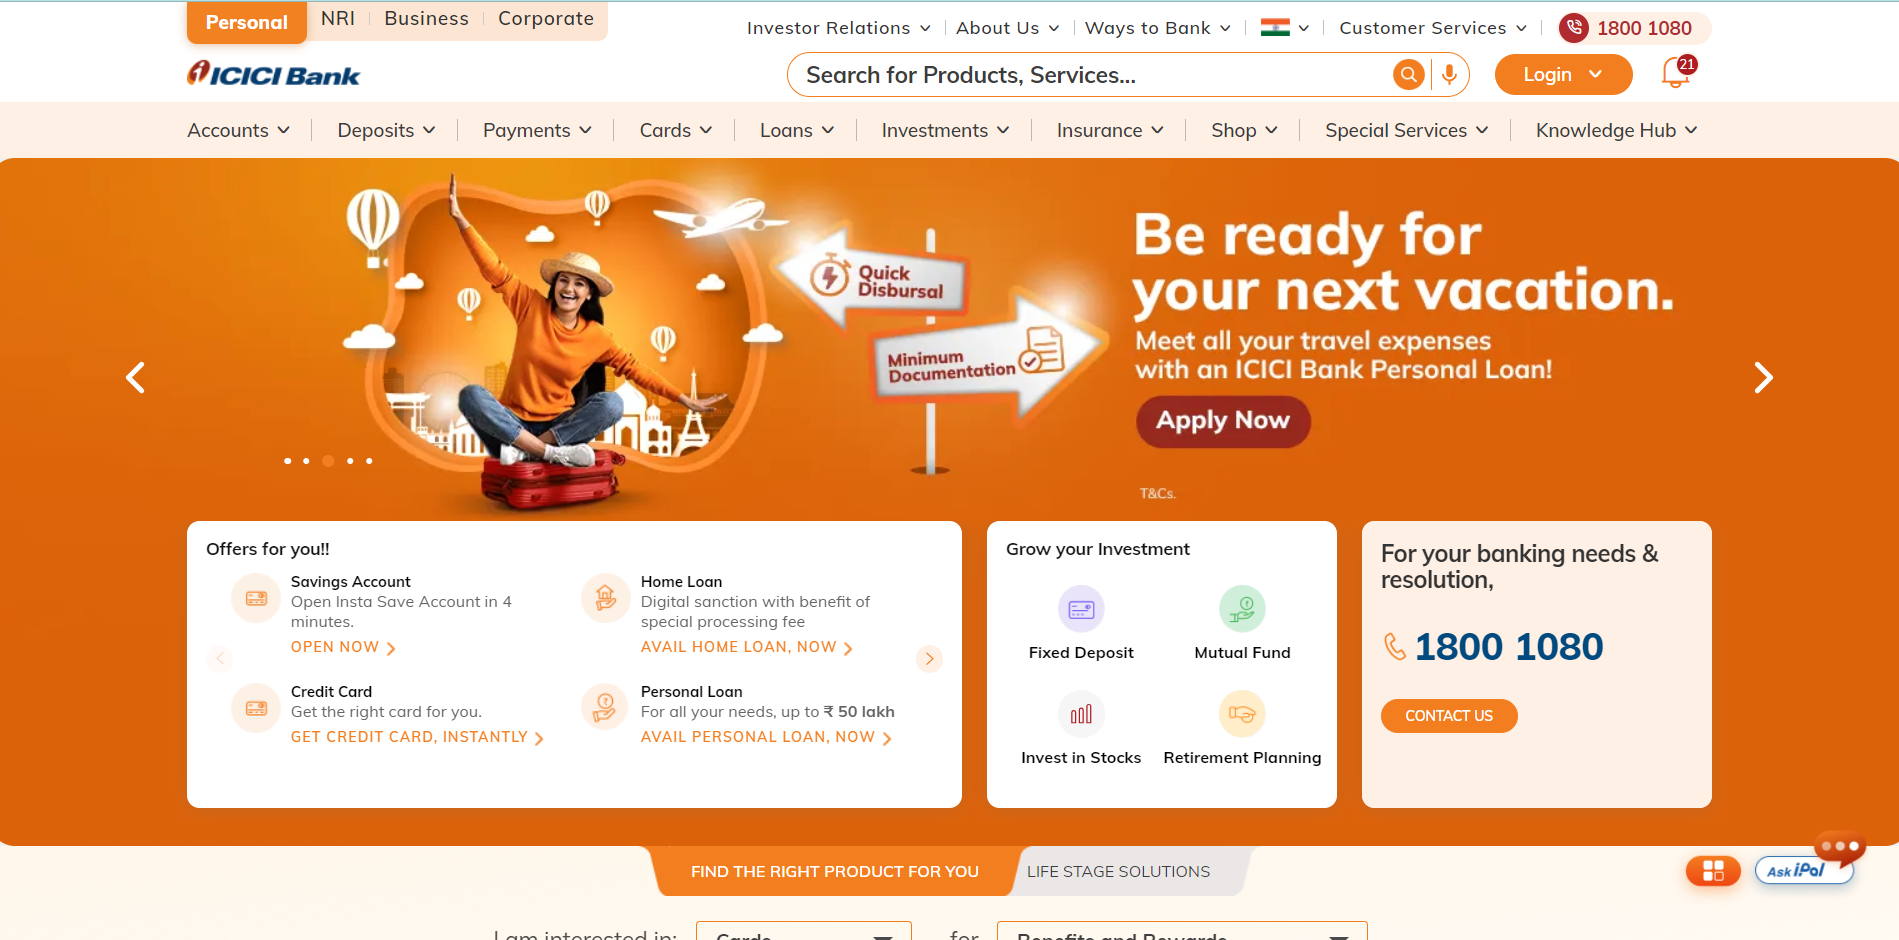 Personal
NRI
Business
Corporate
Investor Relations
About Us
Ways to Bank
Customer Services
1800 1080
ICICI Bank
Search for Products, Services...
Login
21
Accounts
Deposits
Payments
Cards
Loans
Investments
Insurance
Shop
Special Services
Knowledge Hub
Quick
Disbursal
Minimum
Documentation
Be ready for
your next vacation.
Meet all your travel expenses
with an ICICI Bank Personal Loan!
Apply Now
T&Cs.
Offers for you!!
Savings Account
Open Insta Save Account in 4
minutes.
OPEN NOW
Home Loan
Digital sanction with benefit of
special processing fee
AVAIL HOME LOAN, NOW
Credit Card
Get the right card for you.
GET CREDIT CARD, INSTANTLY
Personal Loan
For all your needs, up to ₹ 50 lakh
AVAIL PERSONAL LOAN, NOW
Grow your Investment
Fixed Deposit
Mutual Fund
Invest in Stocks
Retirement Planning
For your banking needs &
resolution,
1800 1080
CONTACT US
FIND THE RIGHT PRODUCT FOR YOU
LIFE STAGE SOLUTIONS
Ask iPal
I am interested in:
Cards
for
Benefits and Rewards